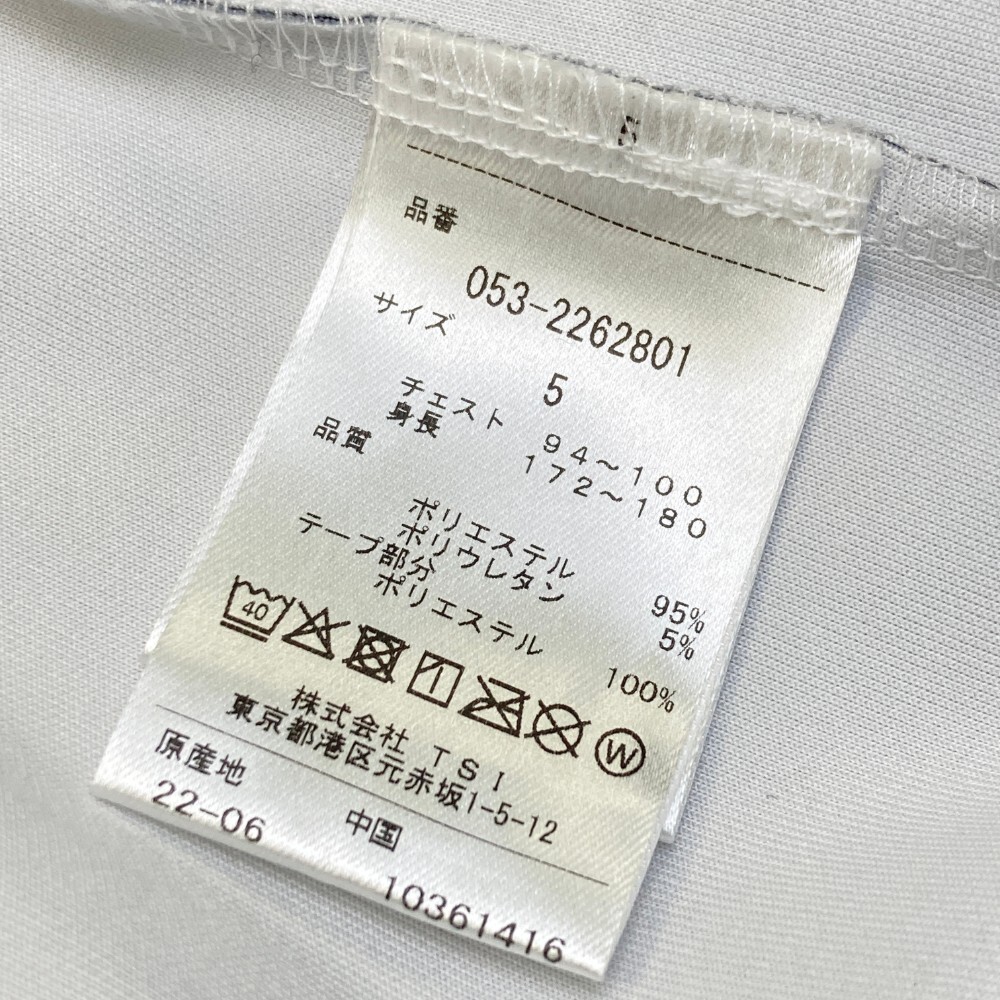 5
品番
053-2262801
サイズ
5
チェスト 94～100
身長 172～180
品質
ポリエステル 95%
ポリウレタン 5%
テープ部分
ポリエステル 100%
40
W
株式会社 TSI
東京都港区元赤坂1-5-12
原産地
中国
22-06
10361416